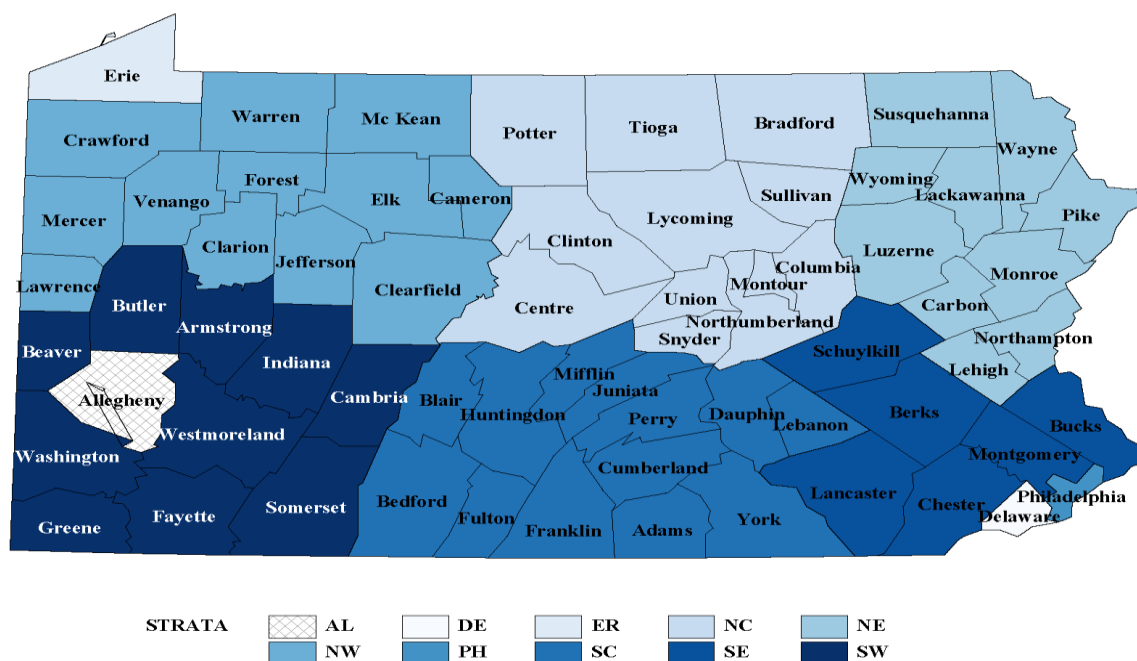 Erie
Warren
Mc Kean
Potter
Tioga
Bradford
Susquehanna
Wayne
Crawford
Forest
Venango
Elk
Cameron
Sullivan
Wyoming
Lackawanna
Mercer
Lycoming
Pike
Clarion
Jefferson
Clinton
Columbia
Luzerne
Monroe
Lawrence
Clearfield
Montour
Butler
Centre
Union
Carbon
Armstrong
Northumberland
Snyder
Northampton
Beaver
Indiana
Schuylkill
Lehigh
Mifflin
Juniata
Allegheny
Cambria
Blair
Huntingdon
Perry
Dauphin
Lebanon
Berks
Bucks
Westmoreland
Washington
Cumberland
Montgomery
Somerset
Bedford
Lancaster
Philadelphia
Chester
Delaware
Greene
Fayette
Fulton
Franklin
Adams
York
STRATA AL DE ER NC NE
NW PH SC SE SW